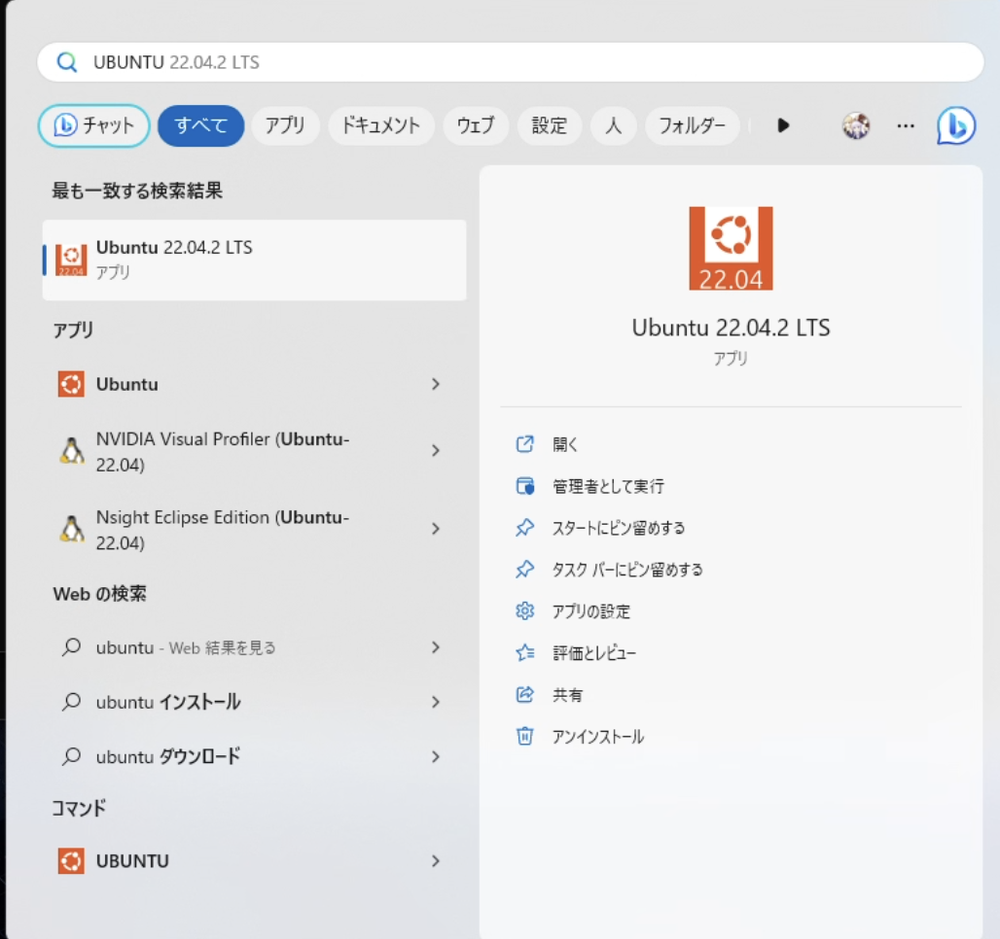 UBUNTU 22.04.2 LTS
チャット
すべて
アプリ
ドキュメント
ウェブ
設定
人
フォルダー
...
最も一致する検索結果
Ubuntu 22.04.2 LTS
アプリ
アプリ
Ubuntu
NVIDIA Visual Profiler (Ubuntu-
22.04)
Nsight Eclipse Edition (Ubuntu-
22.04)
Web の検索
ubuntu - Web 結果を見る
ubuntu インストール
ubuntu ダウンロード
コマンド
UBUNTU
22.04
Ubuntu 22.04.2 LTS
アプリ
開く
管理者として実行
スタートにピン留めする
タスク バーにピン留めする
アプリの設定
評価とレビュー
共有
アンインストール